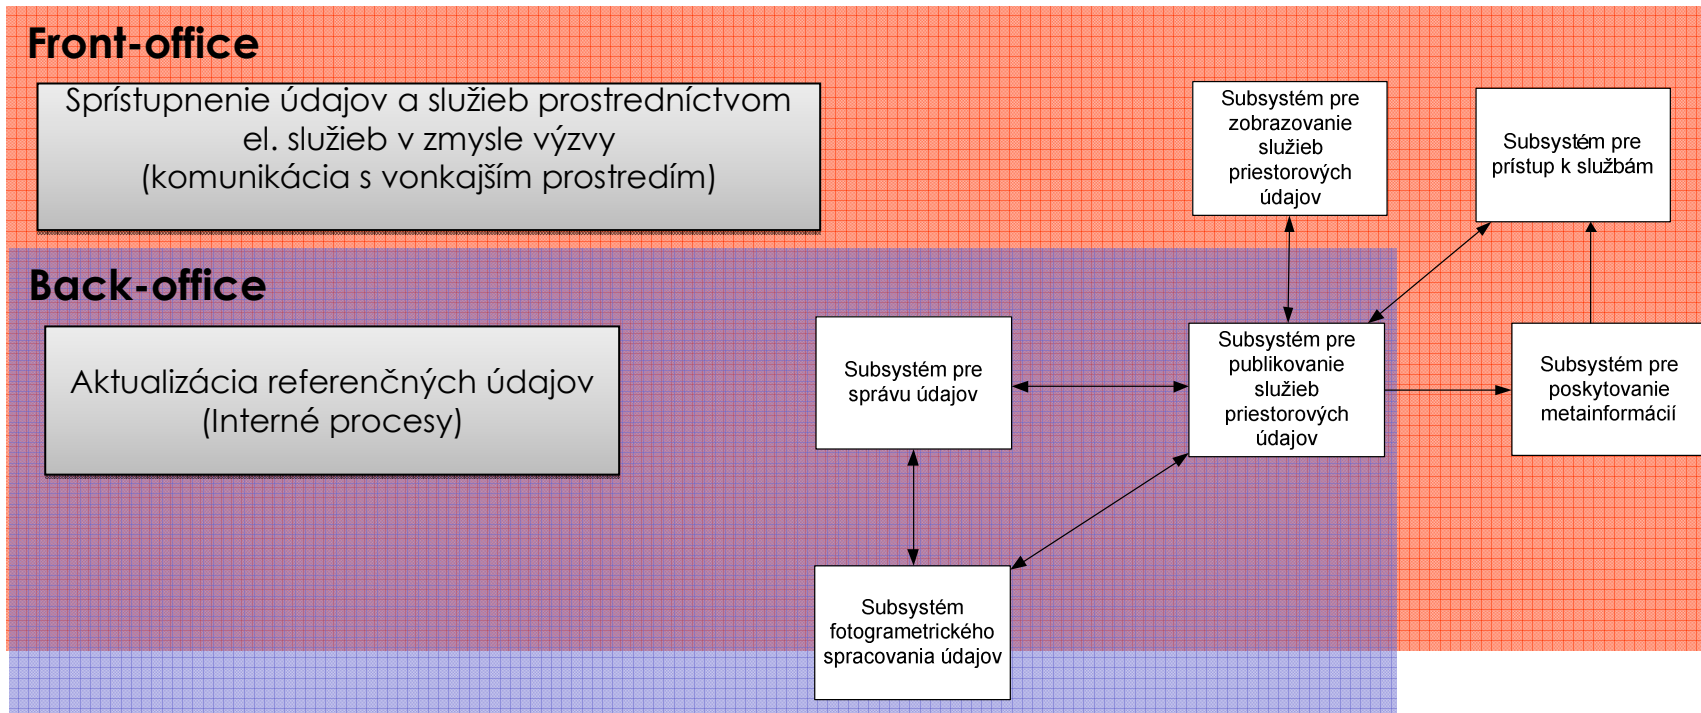 Front-office
Sprístupnenie údajov a služieb prostredníctvom
el. služieb v zmysle výzvy
(komunikácia s vonkajším prostredím)
Subsystém pre
zobrazovanie
služieb
priestorových
údajov
Subsystém pre
prístup k službám
Back-office
Aktualizácia referenčných údajov
(Interné procesy)
Subsystém pre
správu údajov
Subsystém pre
publikovanie
služieb
priestorových
údajov
Subsystém pre
poskytovanie
metainformácií
Subsystém
fotogrametrického
spracovania údajov